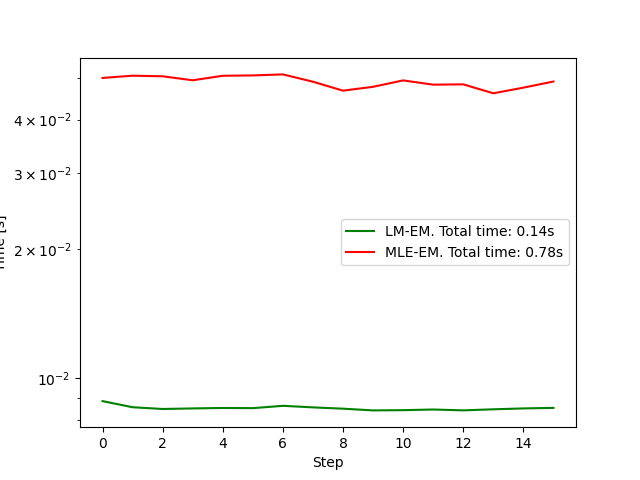 4 × 10⁻²
3 × 10⁻²
2 × 10⁻²
10⁻²
LM-EM. Total time: 0.14s
MLE-EM. Total time: 0.78s
0 2 4 6 8 10 12 14
Step